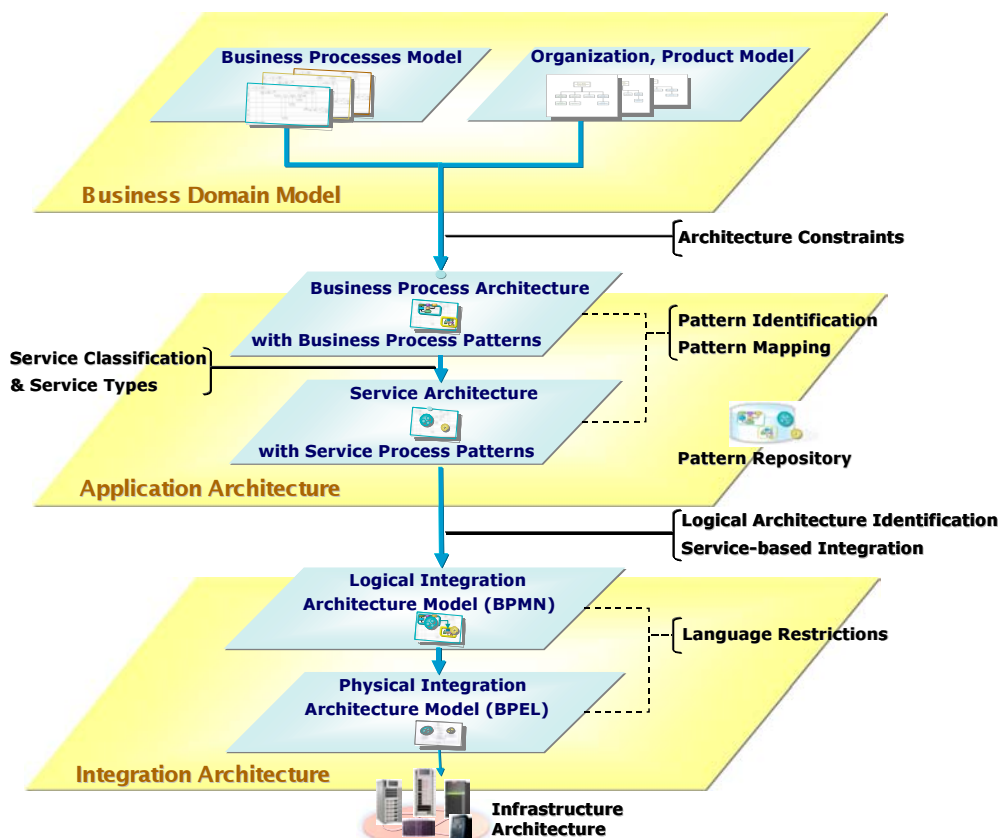 Business Processes Model
Organization, Product Model
Business Domain Model
Architecture Constraints
Business Process Architecture
with Business Process Patterns
Pattern Identification
Pattern Mapping
Service Classification
& Service Types
Service Architecture
with Service Process Patterns
Pattern Repository
Application Architecture
Logical Architecture Identification
Service-based Integration
Logical Integration
Architecture Model (BPMN)
Language Restrictions
Physical Integration
Architecture Model (BPEL)
Integration Architecture
Infrastructure
Architecture